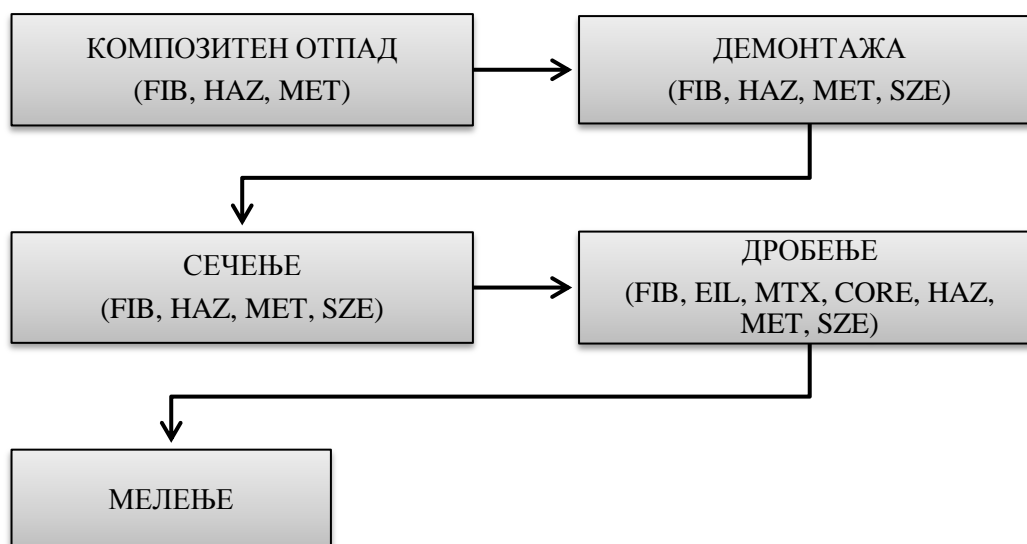 КОМПОЗИТЕН ОТПАД
(FIB, HAZ, MET)
ДЕМОНТАЖА
(FIB, HAZ, MET, SZE)
СЕЧЕЊЕ
(FIB, HAZ, MET, SZE)
ДРОБЕЊЕ
(FIB, EIL, MTX, CORE, HAZ,
MET, SZE)
МЕЛЕЊЕ